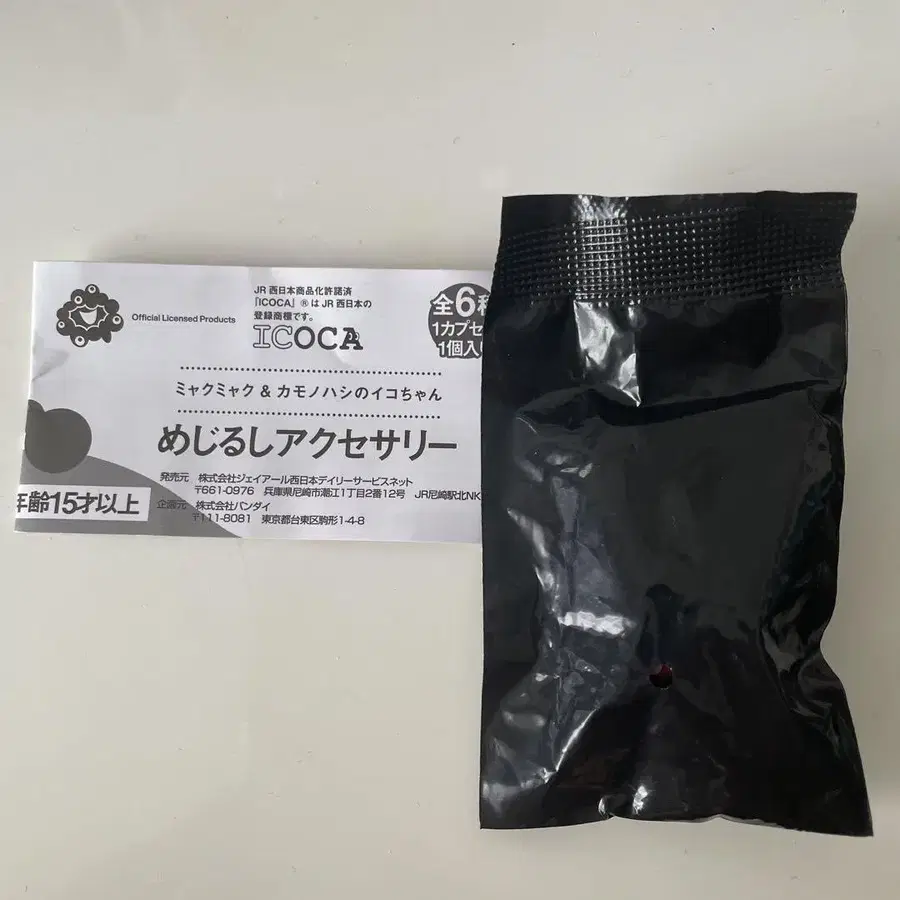 Official Licensed Products
JR 西日本商品化許諾済
「ICOCA」®は JR 西日本の
登録商標です。
ICOCA
全6種
1カプセ
1個入り
ミャクミャク & カモノハシのイコちゃん
めじるしアクセサリー
発売元 株式会社ジェイアール西日本デイリーサービスネット
〒661-0976 兵庫県尼崎市潮江1丁目2番12号 JR尼崎駅北NK
企画元 株式会社バンダイ
〒111-8081 東京都台東区駒形1-4-8
年齢15才以上